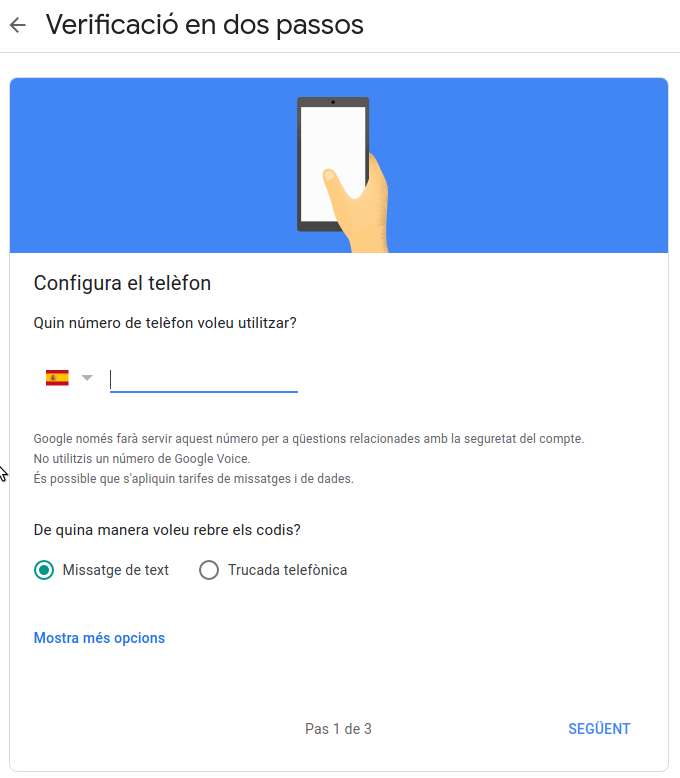 Verificació en dos passos
Configura el telèfon
Quin número de telèfon voleu utilitzar?
Google només farà servir aquest número per a qüestions relacionades amb la seguretat del compte.
No utilitzis un número de Google Voice.
És possible que s'apliquin tarifes de missatges i de dades.
De quina manera voleu rebre els codis?
Missatge de text Trucada telefònica
Mostra més opcions
Pas 1 de 3 SEGÜENT